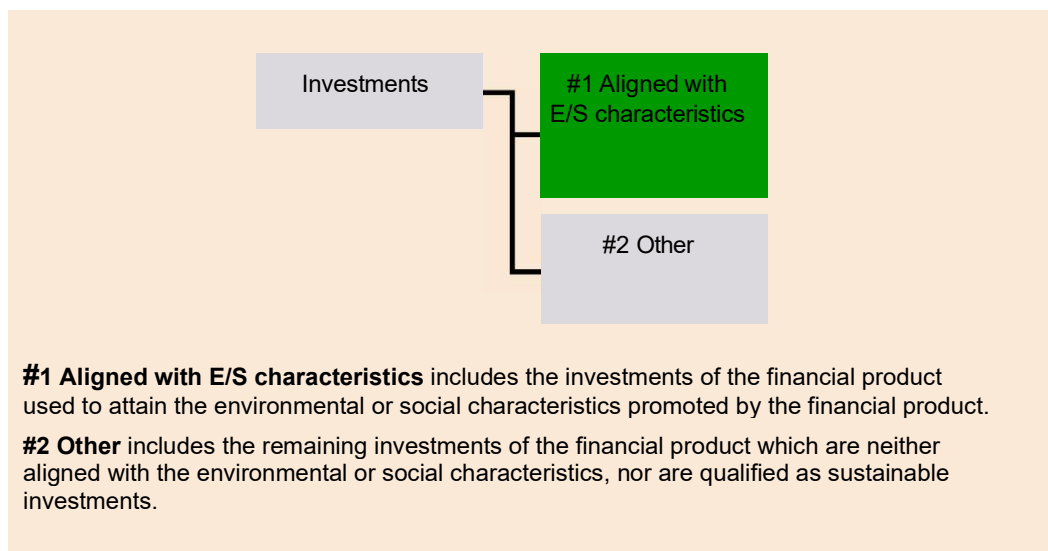 Investments
#1 Aligned with
E/S characteristics
#2 Other
#1 Aligned with E/S characteristics includes the investments of the financial product
used to attain the environmental or social characteristics promoted by the financial product.
#2 Other includes the remaining investments of the financial product which are neither
aligned with the environmental or social characteristics, nor are qualified as sustainable
investments.